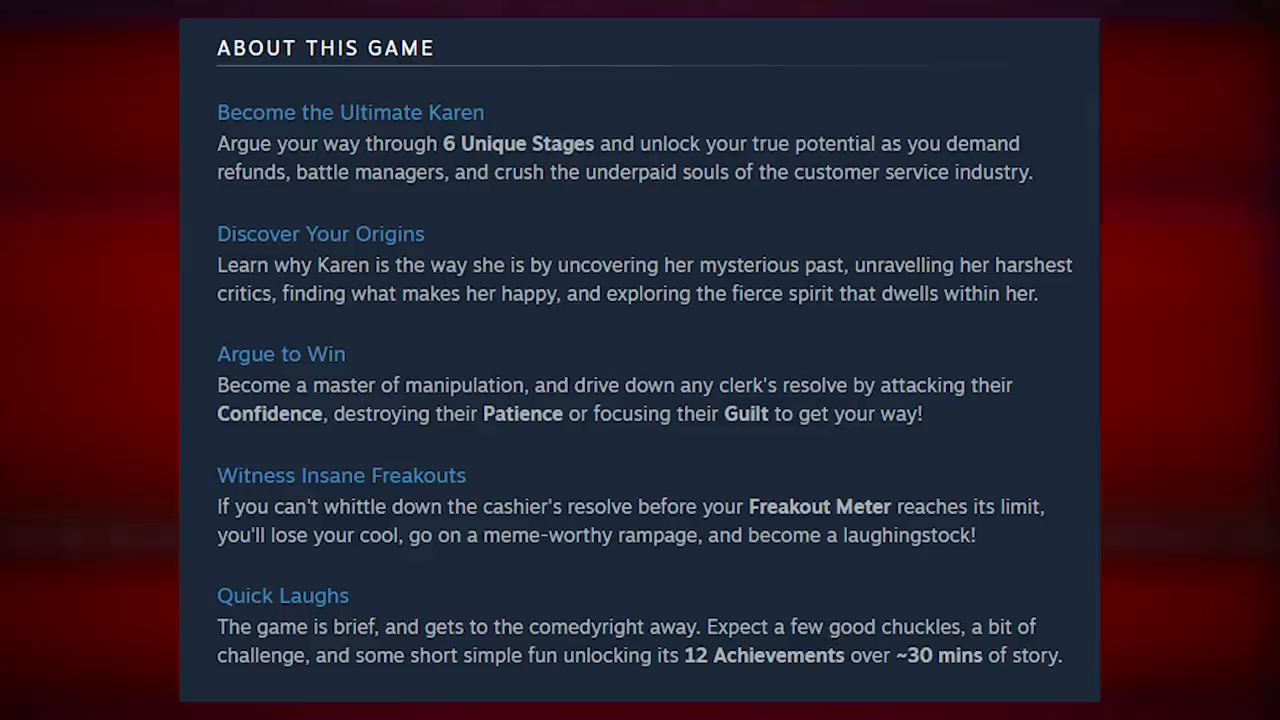 ABOUT THIS GAME
Become the Ultimate Karen
Argue your way through 6 Unique Stages and unlock your true potential as you demand
refunds, battle managers, and crush the underpaid souls of the customer service industry.
Discover Your Origins
Learn why Karen is the way she is by uncovering her mysterious past, unravelling her harshest
critics, finding what makes her happy, and exploring the fierce spirit that dwells within her.
Argue to Win
Become a master of manipulation, and drive down any clerk's resolve by attacking their
Confidence, destroying their Patience or focusing their Guilt to get your way!
Witness Insane Freakouts
If you can't whittle down the cashier's resolve before your Freakout Meter reaches its limit,
you'll lose your cool, go on a meme-worthy rampage, and become a laughingstock!
Quick Laughs
The game is brief, and gets to the comedyright away. Expect a few good chuckles, a bit of
challenge, and some short simple fun unlocking its 12 Achievements over ~30 mins of story.